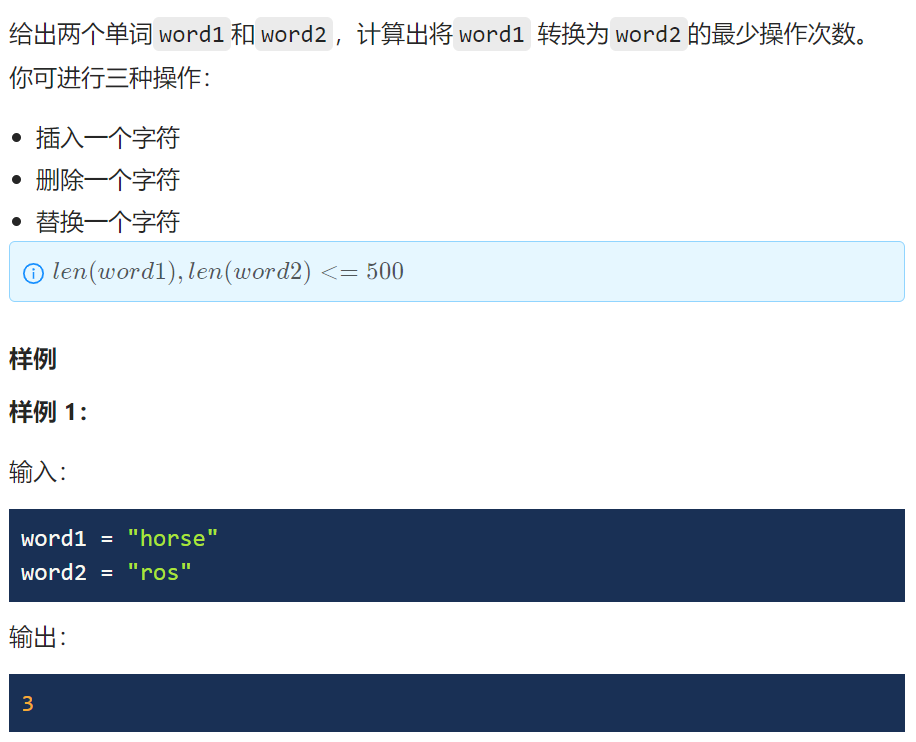 给出两个单词word1和word2，计算出将word1 转换为word2的最少操作次数。
你可进行三种操作：
• 插入一个字符
• 删除一个字符
• 替换一个字符
len(word1),len(word2) <= 500
样例
样例 1：
输入：
word1 = "horse"
word2 = "ros"
输出：
3